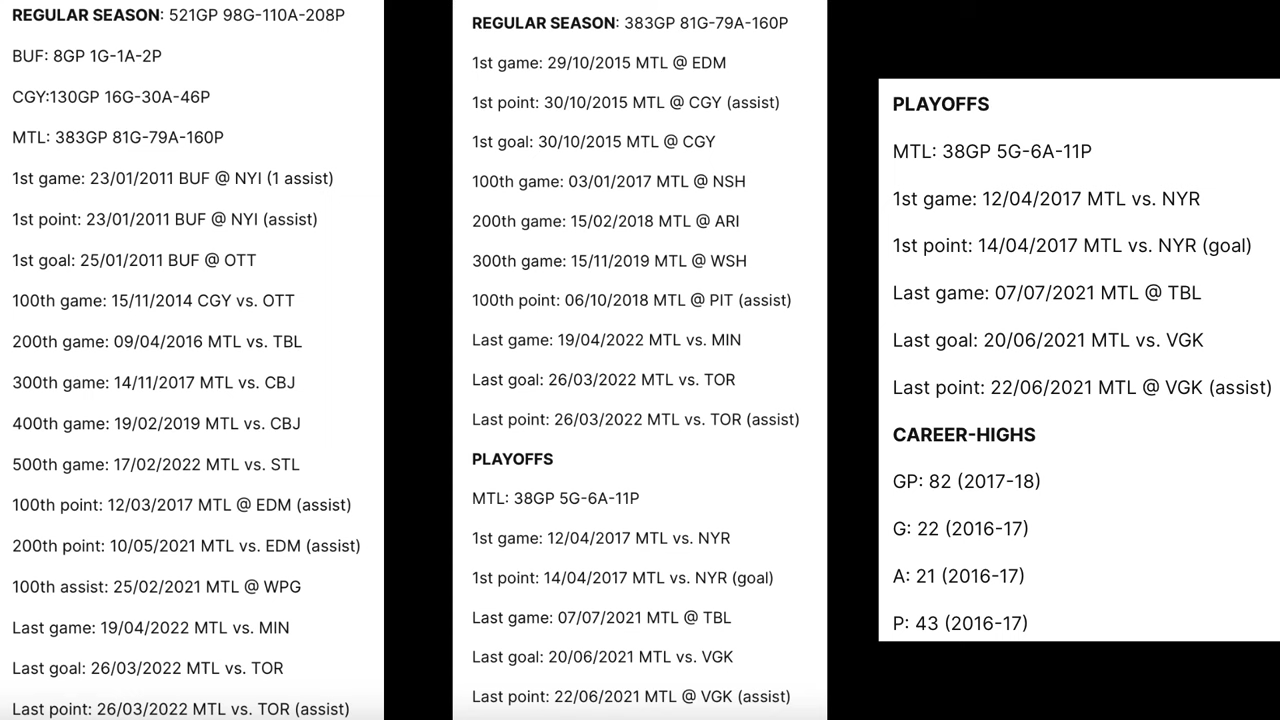 REGULAR SEASON: 521GP 98G-110A-208P
BUF: 8GP 1G-1A-2P
CGY:130GP 16G-30A-46P
MTL: 383GP 81G-79A-160P
1st game: 23/01/2011 BUF @ NYI (1 assist)
1st point: 23/01/2011 BUF @ NYI (assist)
1st goal: 25/01/2011 BUF @ OTT
100th game: 15/11/2014 CGY vs. OTT
200th game: 09/04/2016 MTL vs. TBL
300th game: 14/11/2017 MTL vs. CBJ
400th game: 19/02/2019 MTL vs. CBJ
500th game: 17/02/2022 MTL vs. STL
100th point: 12/03/2017 MTL @ EDM (assist)
200th point: 10/05/2021 MTL vs. EDM (assist)
100th assist: 25/02/2021 MTL @ WPG
Last game: 19/04/2022 MTL vs. MIN
Last goal: 26/03/2022 MTL vs. TOR
Last point: 26/03/2022 MTL vs. TOR (assist)
REGULAR SEASON: 383GP 81G-79A-160P
1st game: 29/10/2015 MTL @ EDM
1st point: 30/10/2015 MTL @ CGY (assist)
1st goal: 30/10/2015 MTL @ CGY
100th game: 03/01/2017 MTL @ NSH
200th game: 15/02/2018 MTL @ ARI
300th game: 15/11/2019 MTL @ WSH
100th point: 06/10/2018 MTL @ PIT (assist)
Last game: 19/04/2022 MTL vs. MIN
Last goal: 26/03/2022 MTL vs. TOR
Last point: 26/03/2022 MTL vs. TOR (assist)
PLAYOFFS
MTL: 38GP 5G-6A-11P
1st game: 12/04/2017 MTL vs. NYR
1st point: 14/04/2017 MTL vs. NYR (goal)
Last game: 07/07/2021 MTL @ TBL
Last goal: 20/06/2021 MTL vs. VGK
Last point: 22/06/2021 MTL @ VGK (assist)
PLAYOFFS
MTL: 38GP 5G-6A-11P
1st game: 12/04/2017 MTL vs. NYR
1st point: 14/04/2017 MTL vs. NYR (goal)
Last game: 07/07/2021 MTL @ TBL
Last goal: 20/06/2021 MTL vs. VGK
Last point: 22/06/2021 MTL @ VGK (assist)
CAREER-HIGHS
GP: 82 (2017-18)
G: 22 (2016-17)
A: 21 (2016-17)
P: 43 (2016-17)